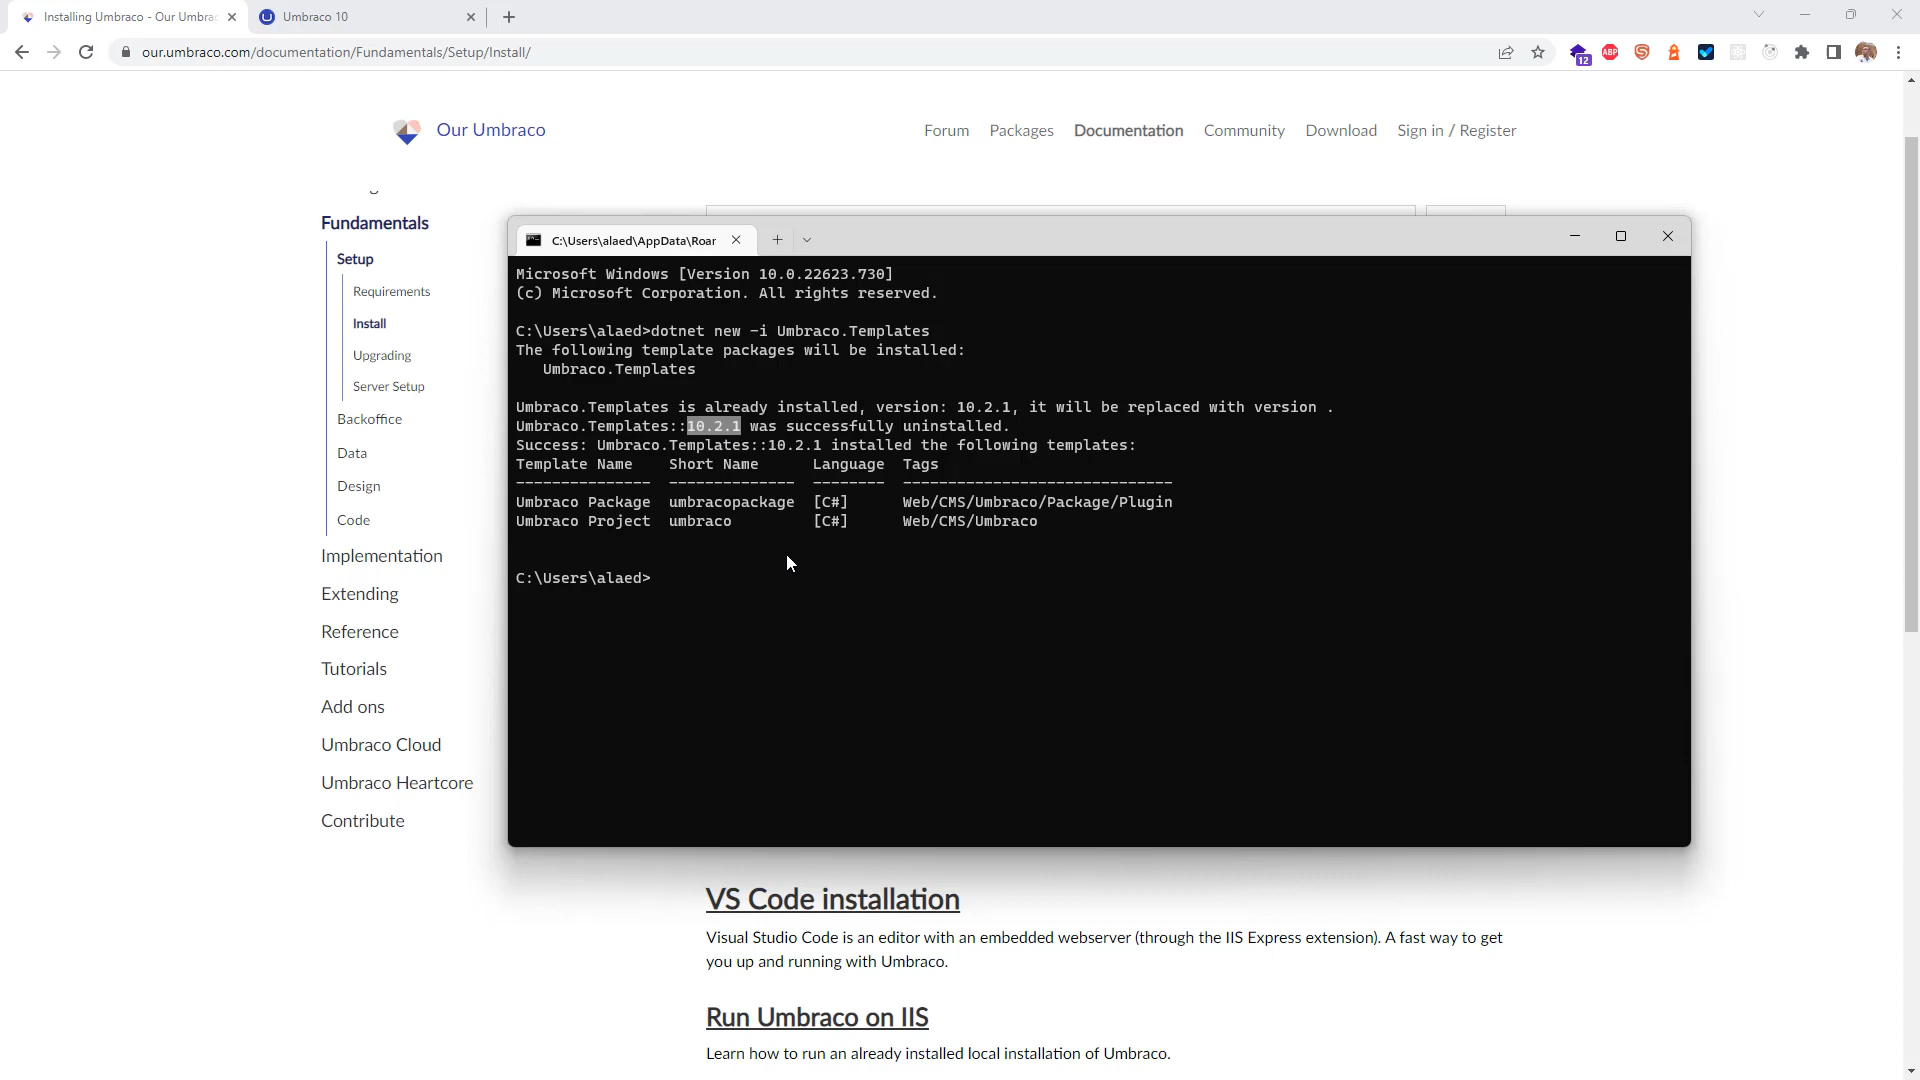 Installing Umbraco - Our Umbrac
Umbraco 10
our.umbraco.com/documentation/Fundamentals/Setup/Install/
12
ABP
Our Umbraco
Forum Packages Documentation Community Download Sign in / Register
Fundamentals
Setup
Requirements
Install
Upgrading
Server Setup
Backoffice
Data
Design
Code
Implementation
Extending
Reference
Tutorials
Add ons
Umbraco Cloud
Umbraco Heartcore
Contribute
C:\Users\alaed\AppData\Roar
Microsoft Windows [Version 10.0.22623.730]
(c) Microsoft Corporation. All rights reserved.
C:\Users\alaed>dotnet new -i Umbraco.Templates
The following template packages will be installed:
Umbraco.Templates
Umbraco.Templates is already installed, version: 10.2.1, it will be replaced with version .
Umbraco.Templates::10.2.1 was successfully uninstalled.
Success: Umbraco.Templates::10.2.1 installed the following templates:
Template Name Short Name Language Tags
--------------- -------------- -------- ------------------------------
Umbraco Package umbracopackage [C#] Web/CMS/Umbraco/Package/Plugin
Umbraco Project umbraco [C#] Web/CMS/Umbraco
C:\Users\alaed>
VS Code installation
Visual Studio Code is an editor with an embedded webserver (through the IIS Express extension). A fast way to get
you up and running with Umbraco.
Run Umbraco on IIS
Learn how to run an already installed local installation of Umbraco.